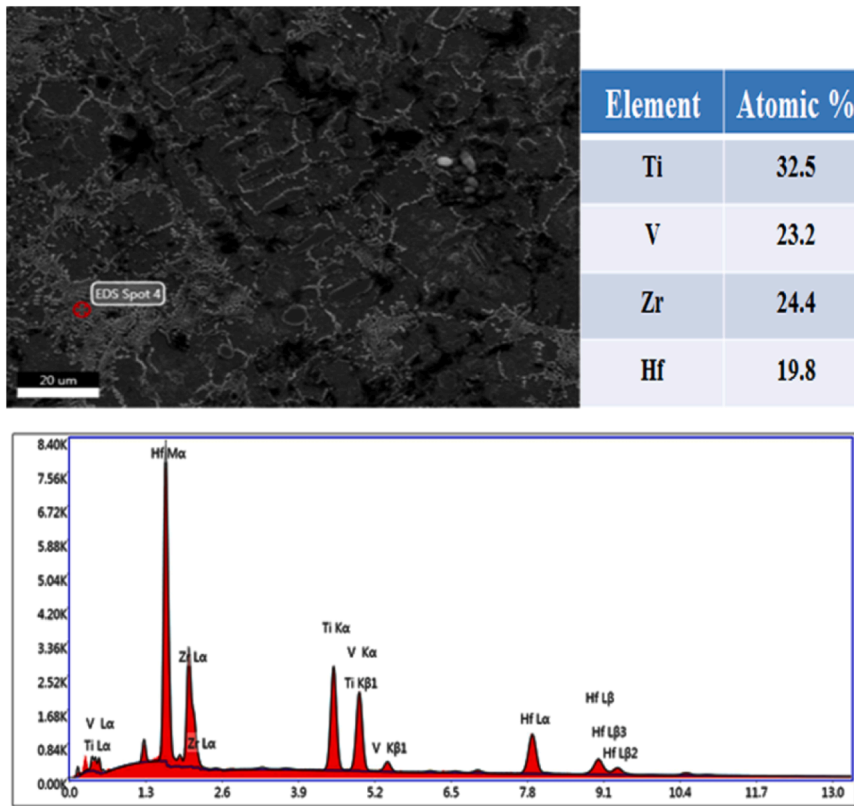 Element Atomic %
Ti 32.5
V 23.2
Zr 24.4
Hf 19.8
EDS Spot 4
20 um
8.40K
7.56K
6.72K
5.88K
5.04K
4.20K
3.36K
2.52K
1.68K
0.84K
0.00K
Hf Mα
Zr Lα
Zr Lα
V Lα
Ti Lα
Ti Kα
V Kα
Ti Kβ1
V Kβ1
Hf Lα
Hf Lβ
Hf Lβ3
Hf Lβ2
0.0 1.3 2.6 3.9 5.2 6.5 7.8 9.1 10.4 11.7 13.0